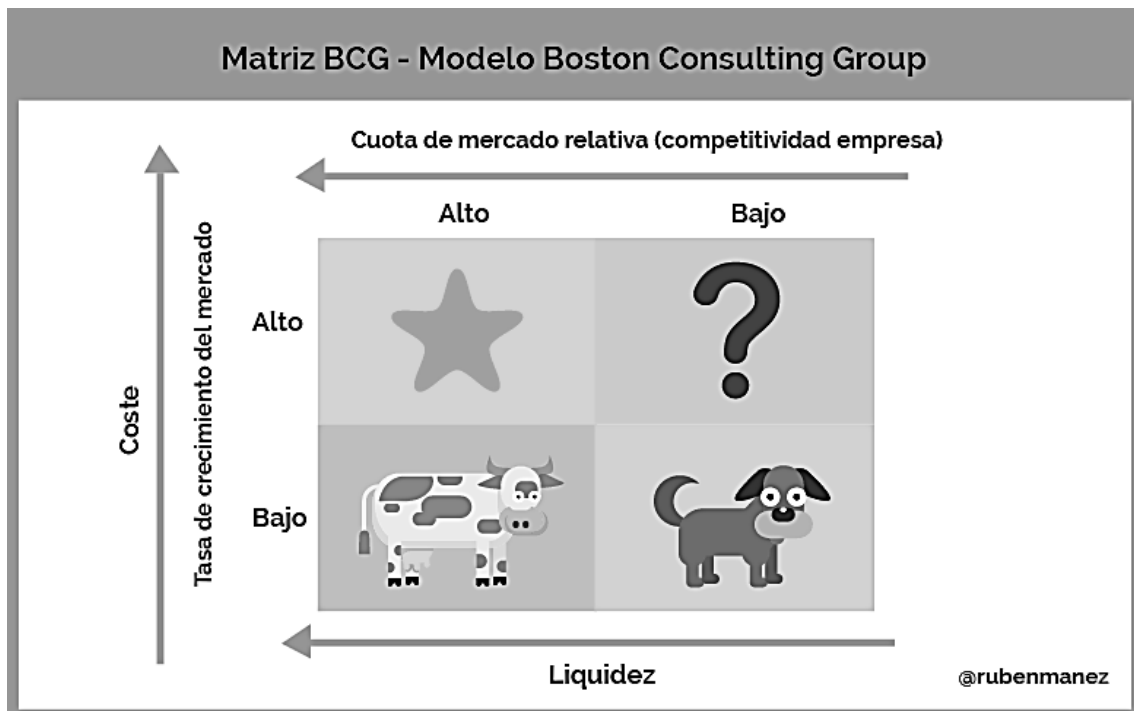 Matriz BCG - Modelo Boston Consulting Group
Cuota de mercado relativa (competitividad empresa)
Alto
Bajo
Coste
Tasa de crecimiento del mercado
Alto
Bajo
Liquidez
@rubenmanez